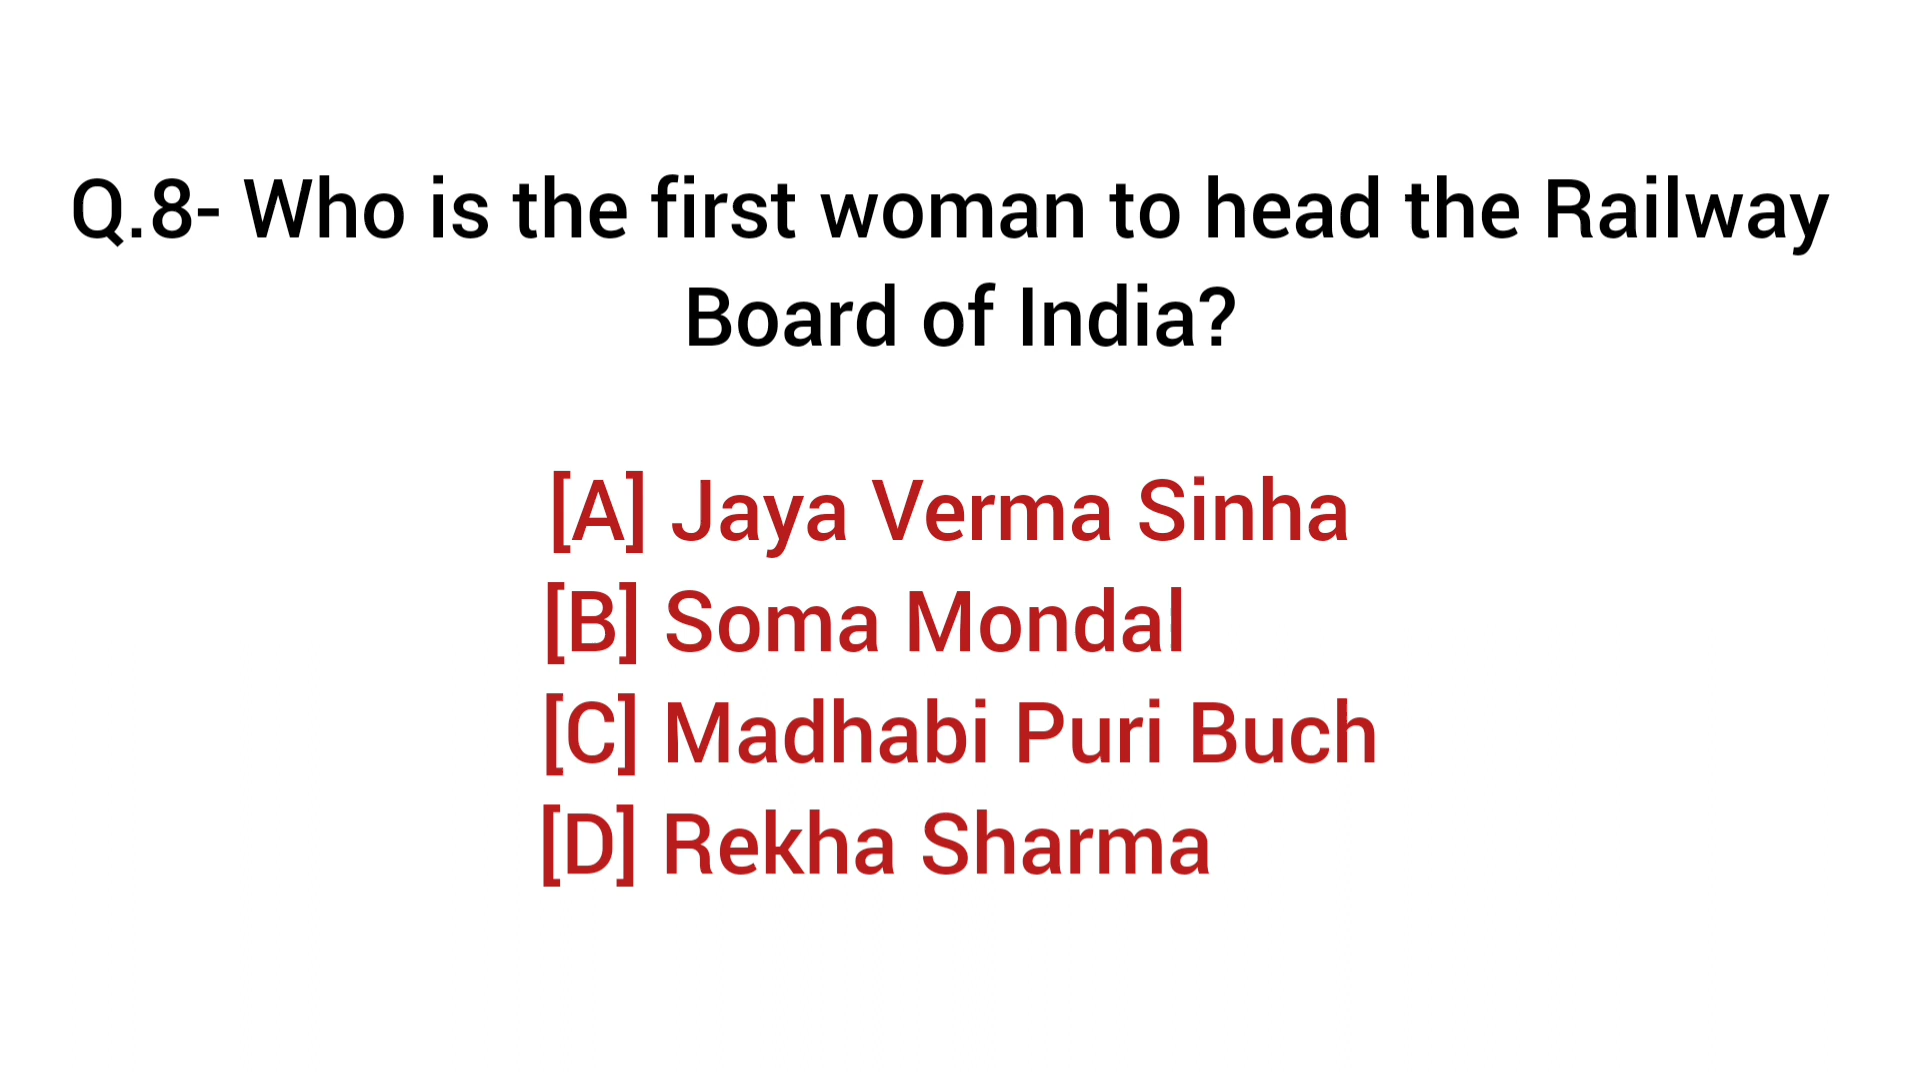 Q.8- Who is the first woman to head the Railway
Board of India?
[A] Jaya Verma Sinha
[B] Soma Mondal
[C] Madhabi Puri Buch
[D] Rekha Sharma